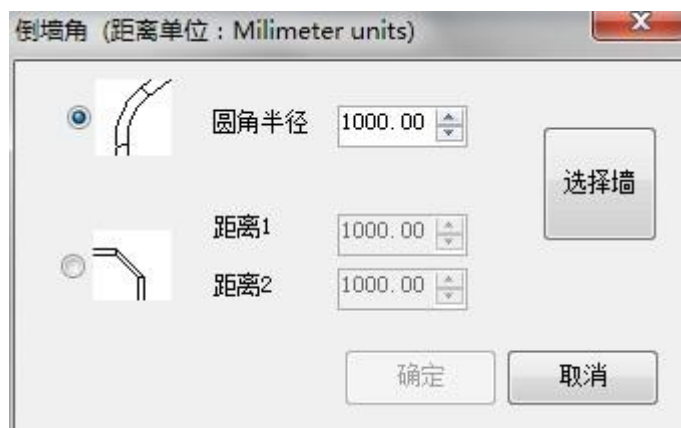 倒墙角 (距离单位：Milimeter units)
圆角半径 1000.00
选择墙
距离1 1000.00
距离2 1000.00
确定 取消